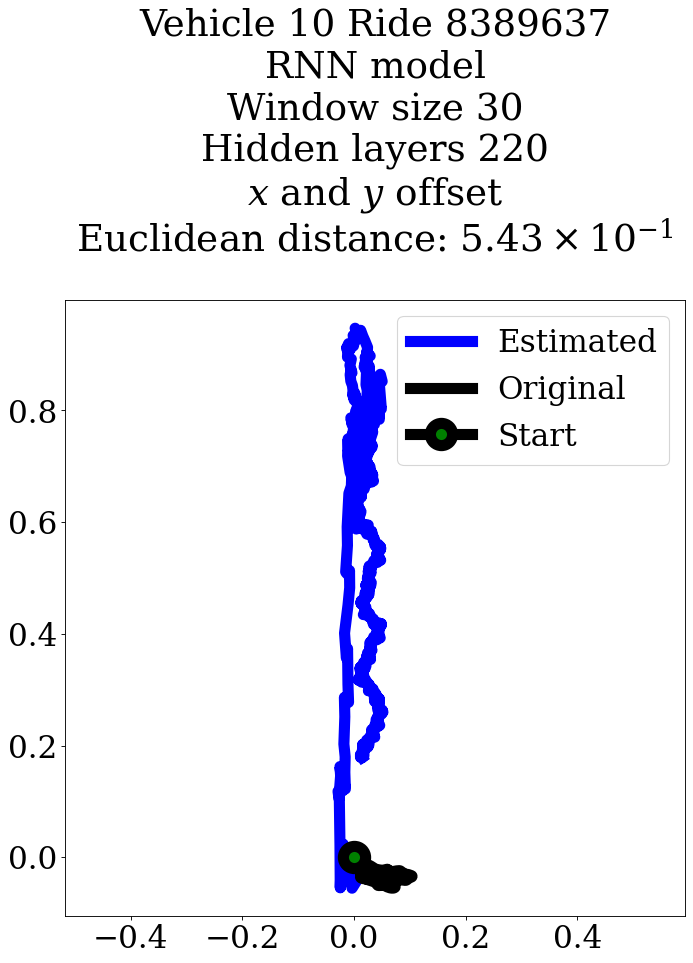 Vehicle 10 Ride 8389637
RNN model
Window size 30
Hidden layers 220
x and y offset
Euclidean distance: 5.43 × 10⁻¹
Estimated
Original
Start
0.8
0.6
0.4
0.2
0.0
−0.4 −0.2 0.0 0.2 0.4